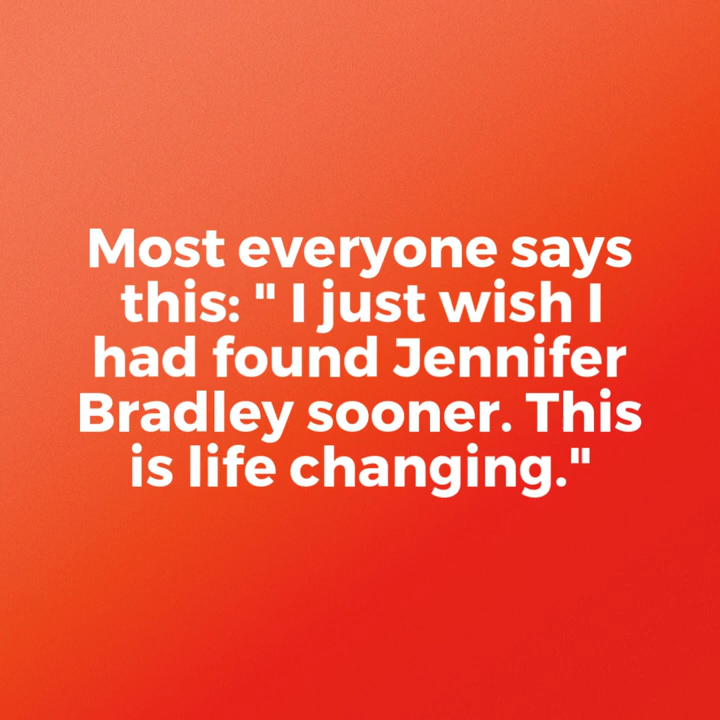 Most everyone says
this: " I just wish I
had found Jennifer
Bradley sooner. This
is life changing."